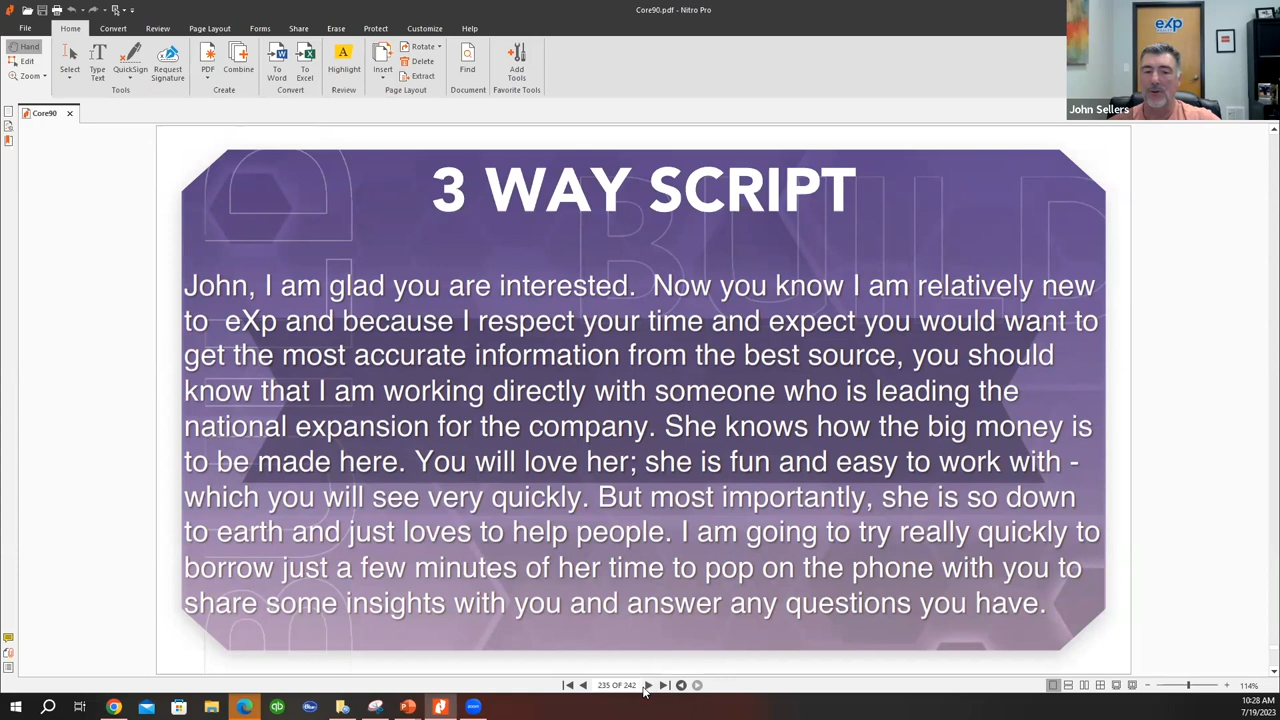 Core90.pdf - Nitro Pro
File Home Convert Review Page Layout Forms Share Erase Protect Customize Help
Hand
Edit
Zoom
Select
Type Text
QuickSign
Request Signature
Tools
PDF
Combine
Create
To Word
To Excel
Convert
Highlight
Review
Insert
Rotate
Delete
Extract
Page Layout
Find
Document
Add Tools
Favorite Tools
eXp
John Sellers
Core90
BUILD
BUILD
3 WAY SCRIPT
John, I am glad you are interested. Now you know I am relatively new
to eXp and because I respect your time and expect you would want to
get the most accurate information from the best source, you should
know that I am working directly with someone who is leading the
national expansion for the company. She knows how the big money is
to be made here. You will love her; she is fun and easy to work with -
which you will see very quickly. But most importantly, she is so down
to earth and just loves to help people. I am going to try really quickly to
borrow just a few minutes of her time to pop on the phone with you to
share some insights with you and answer any questions you have.
235 OF 242
114%
10:28 AM
7/19/2023